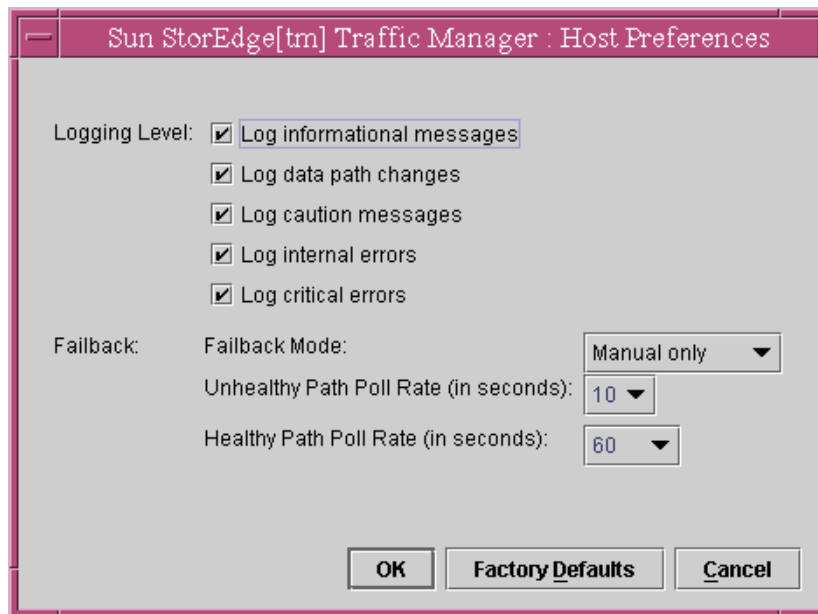 Sun StorEdge[tm] Traffic Manager : Host Preferences
Logging Level: Log informational messages
Log data path changes
Log caution messages
Log internal errors
Log critical errors
Failback: Failback Mode: Manual only
Unhealthy Path Poll Rate (in seconds): 10
Healthy Path Poll Rate (in seconds): 60
OK Factory Defaults Cancel